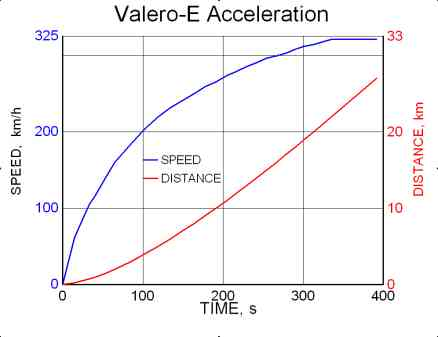 Valero-E Acceleration
325
200
100
0
SPEED, km/h
SPEED
DISTANCE
33
20
10
0
DISTANCE, km
0 100 200 300 400
TIME, s